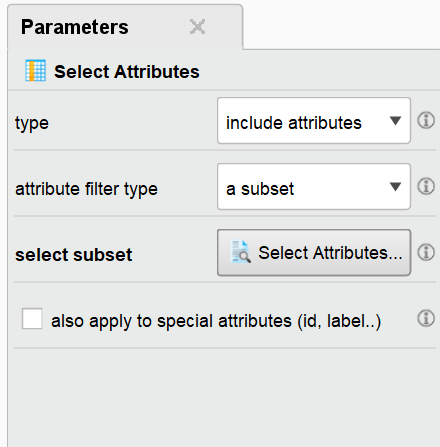 Parameters
Select Attributes
type include attributes
attribute filter type a subset
select subset Select Attributes...
also apply to special attributes (id, label..)